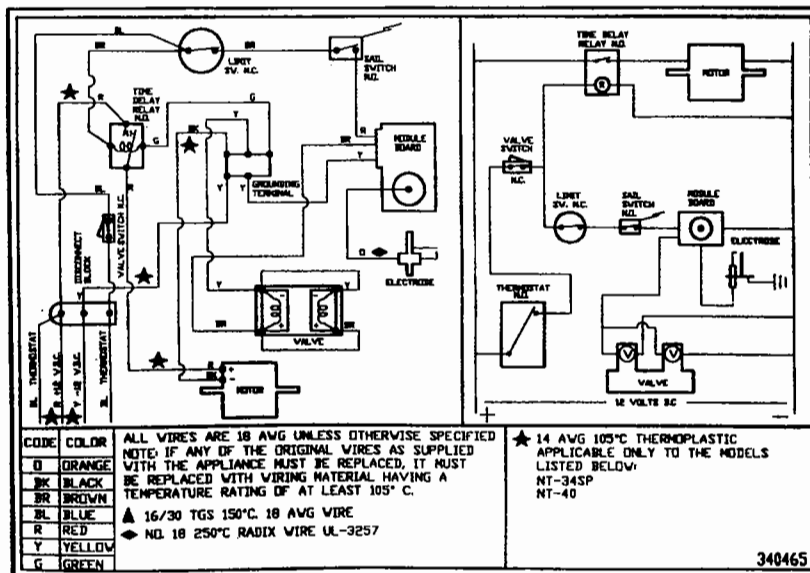 BL
BR
LIMIT
SW. N.C.
BR
SAIL
SWITCH
N.O.
TIME
DELAY
RELAY
N.O.
R
G
G
BK
Y
R
BR
Y
MODULE
BOARD
GROUNDING
TERMINAL
Y
Y
BL
R
VALVE SWITCH N.C.
DISCONNECT
BLOCK
Y
O
ELECTRODE
Y
Y
BR
BR
VALVE
R
BK
+
-
MOTOR
BL THERMOSTAT
R +12 V.D.C.
Y -12 V.D.C.
BL THERMOSTAT
TIME DELAY
RELAY N.O.
R
MOTOR
VALVE
SWITCH
N.C.
LIMIT
SW. N.C.
SAIL
SWITCH
N.O.
MODULE
BOARD
ELECTRODE
THERMOSTAT
N.O.
V
V
VALVE
12 VOLTS D.C
+
-
CODE COLOR
O ORANGE
BK BLACK
BR BROWN
BL BLUE
R RED
Y YELLOW
G GREEN
ALL WIRES ARE 18 AWG UNLESS OTHERWISE SPECIFIED
NOTE: IF ANY OF THE ORIGINAL WIRES AS SUPPLIED
WITH THE APPLIANCE MUST BE REPLACED, IT MUST
BE REPLACED WITH WIRING MATERIAL HAVING A
TEMPERATURE RATING OF AT LEAST 105° C.
▲ 16/30 TGS 150°C. 18 AWG WIRE
◆ NO. 18 250°C RADIX WIRE UL-3257
★ 14 AWG 105°C THERMOPLASTIC
APPLICABLE ONLY TO THE MODELS
LISTED BELOW:
NT-34SP
NT-40
340465